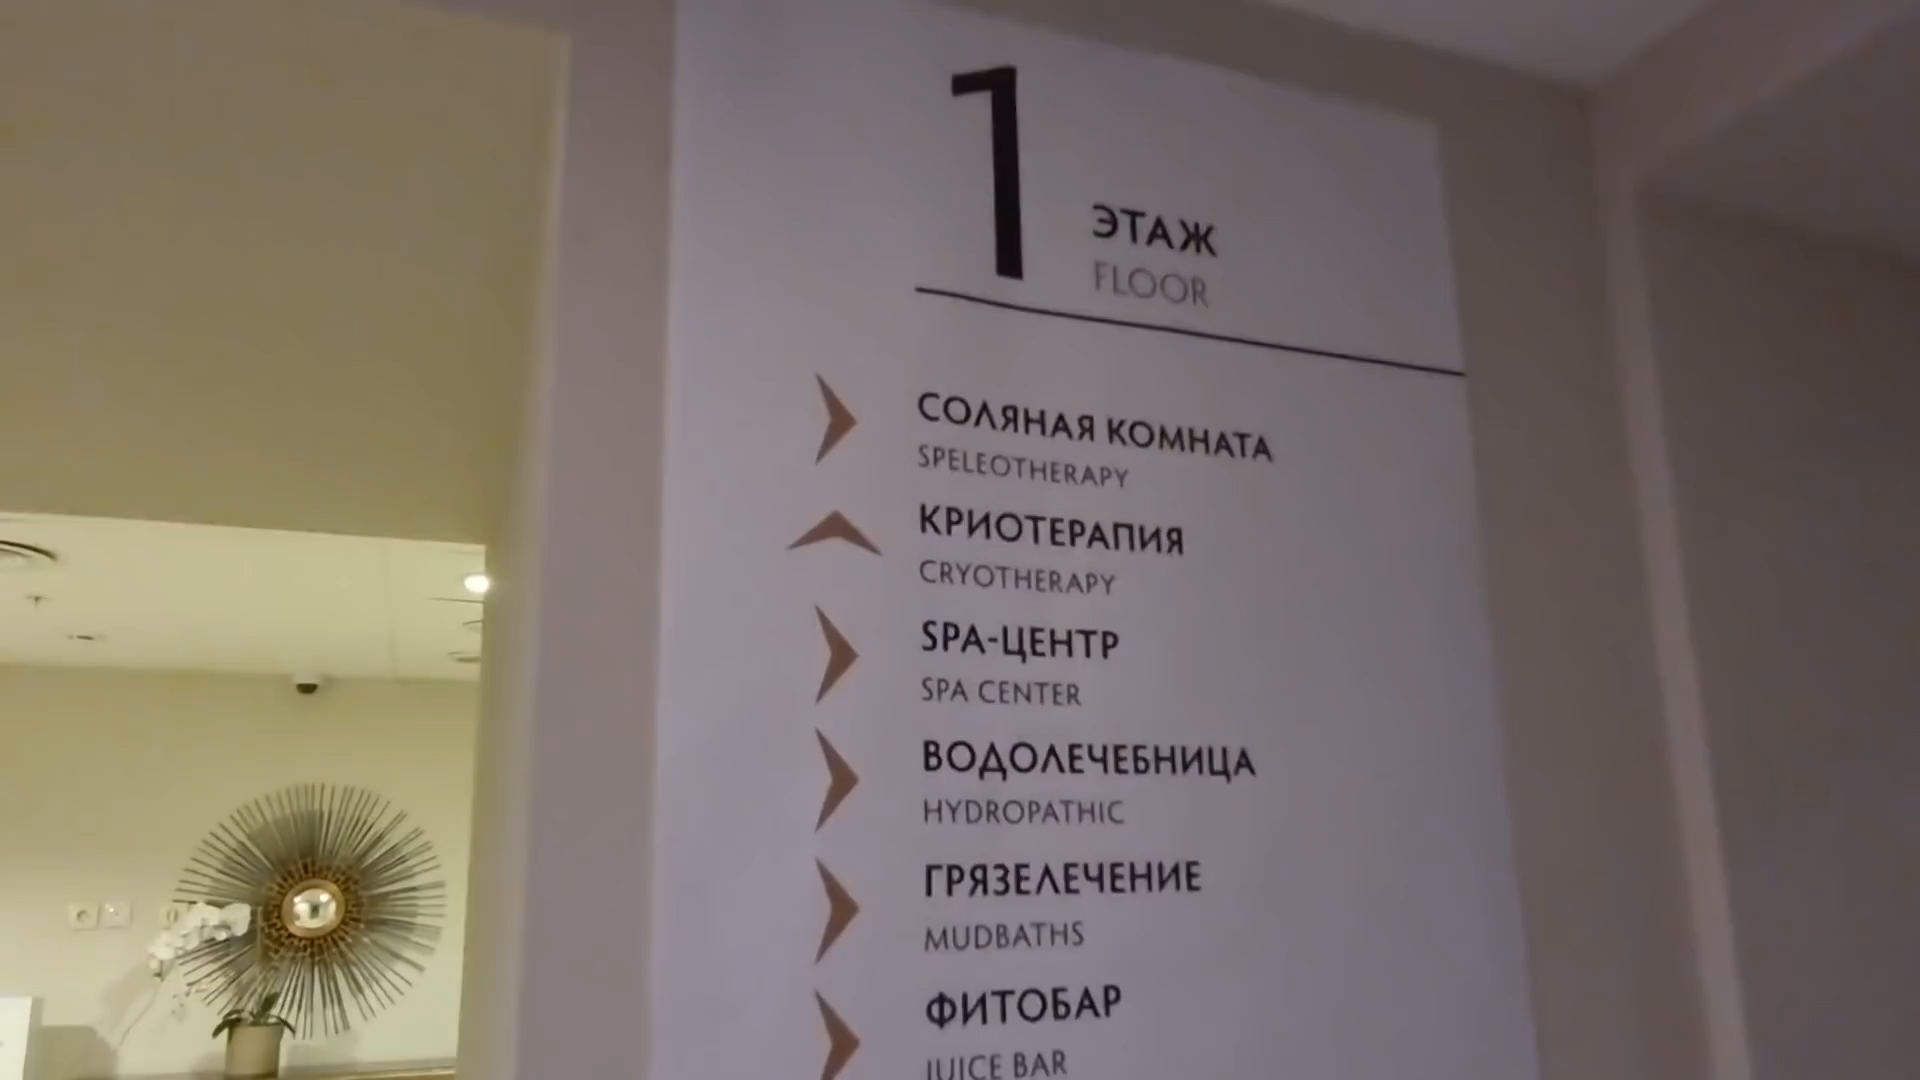 1
ЭТАЖ
FLOOR
СОЛЯНАЯ КОМНАТА
SPELEOTHERAPY
КРИОТЕРАПИЯ
CRYOTHERAPY
SPA-ЦЕНТР
SPA CENTER
ВОДОЛЕЧЕБНИЦА
HYDROPATHIC
ГРЯЗЕЛЕЧЕНИЕ
MUDBATHS
ФИТОБАР
JUICE BAR